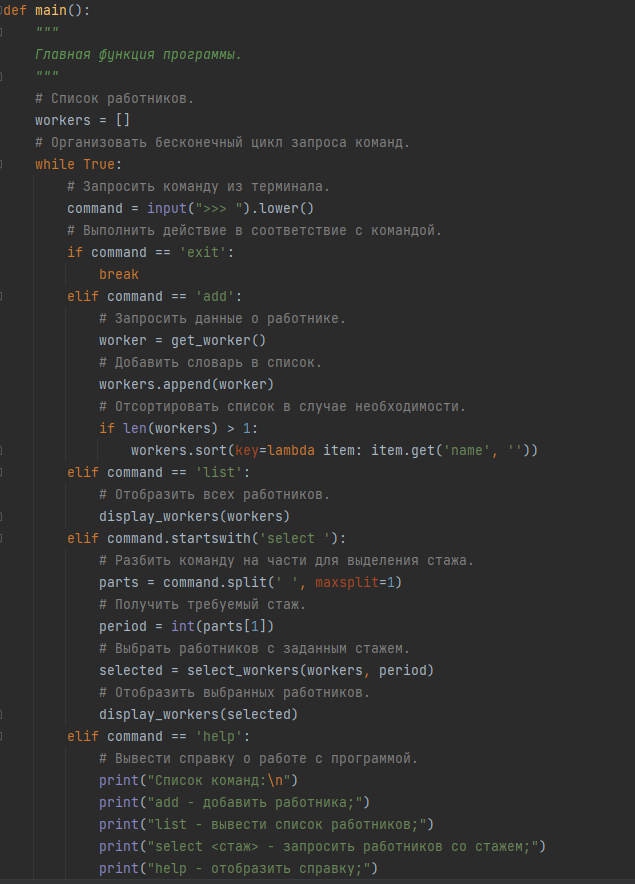 def main():
    """
    Главная функция программы.
    """
    # Список работников.
    workers = []
    # Организовать бесконечный цикл запроса команд.
    while True:
        # Запросить команду из терминала.
        command = input(">>> ").lower()
        # Выполнить действие в соответствие с командой.
        if command == 'exit':
            break
        elif command == 'add':
            # Запросить данные о работнике.
            worker = get_worker()
            # Добавить словарь в список.
            workers.append(worker)
            # Отсортировать список в случае необходимости.
            if len(workers) > 1:
                workers.sort(key=lambda item: item.get('name', ''))
        elif command == 'list':
            # Отобразить всех работников.
            display_workers(workers)
        elif command.startswith('select '):
            # Разбить команду на части для выделения стажа.
            parts = command.split(' ', maxsplit=1)
            # Получить требуемый стаж.
            period = int(parts[1])
            # Выбрать работников с заданным стажем.
            selected = select_workers(workers, period)
            # Отобразить выбранных работников.
            display_workers(selected)
        elif command == 'help':
            # Вывести справку о работе с программой.
            print("Список команд:\n")
            print("add - добавить работника;")
            print("list - вывести список работников;")
            print("select <стаж> - запросить работников со стажем;")
            print("help - отобразить справку;")